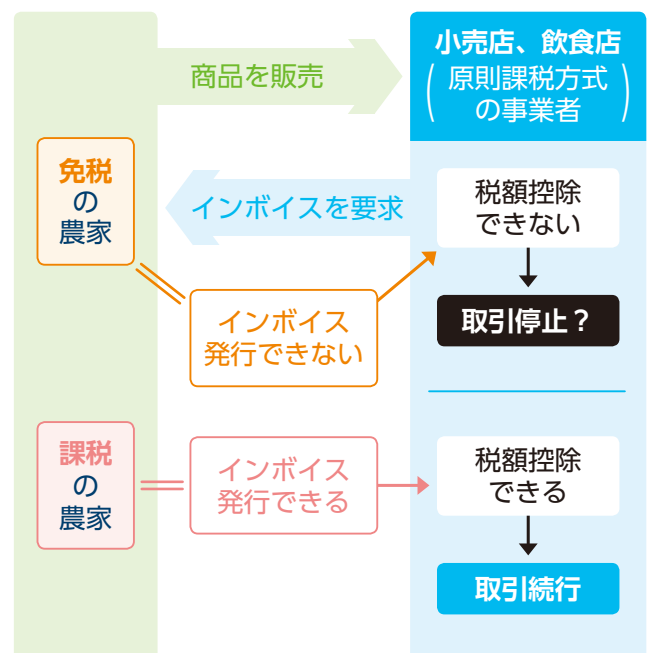 商品を販売
小売店、飲食店
(原則課税方式
の事業者)
免税
の
農家
インボイスを要求
税額控除
できない
インボイス
発行できない
取引停止？
課税
の
農家
インボイス
発行できる
税額控除
できる
取引続行